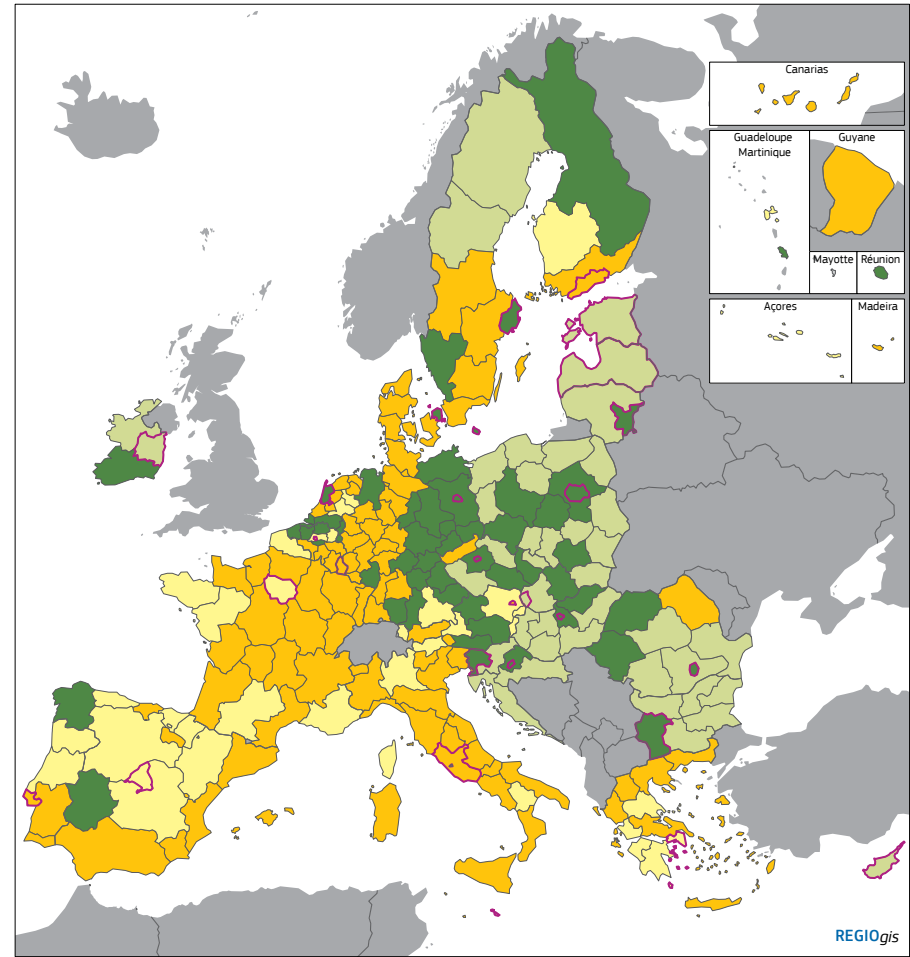 Canarias
Guadeloupe
Martinique
Guyane
Mayotte
Réunion
Açores
Madeira
REGIOgis